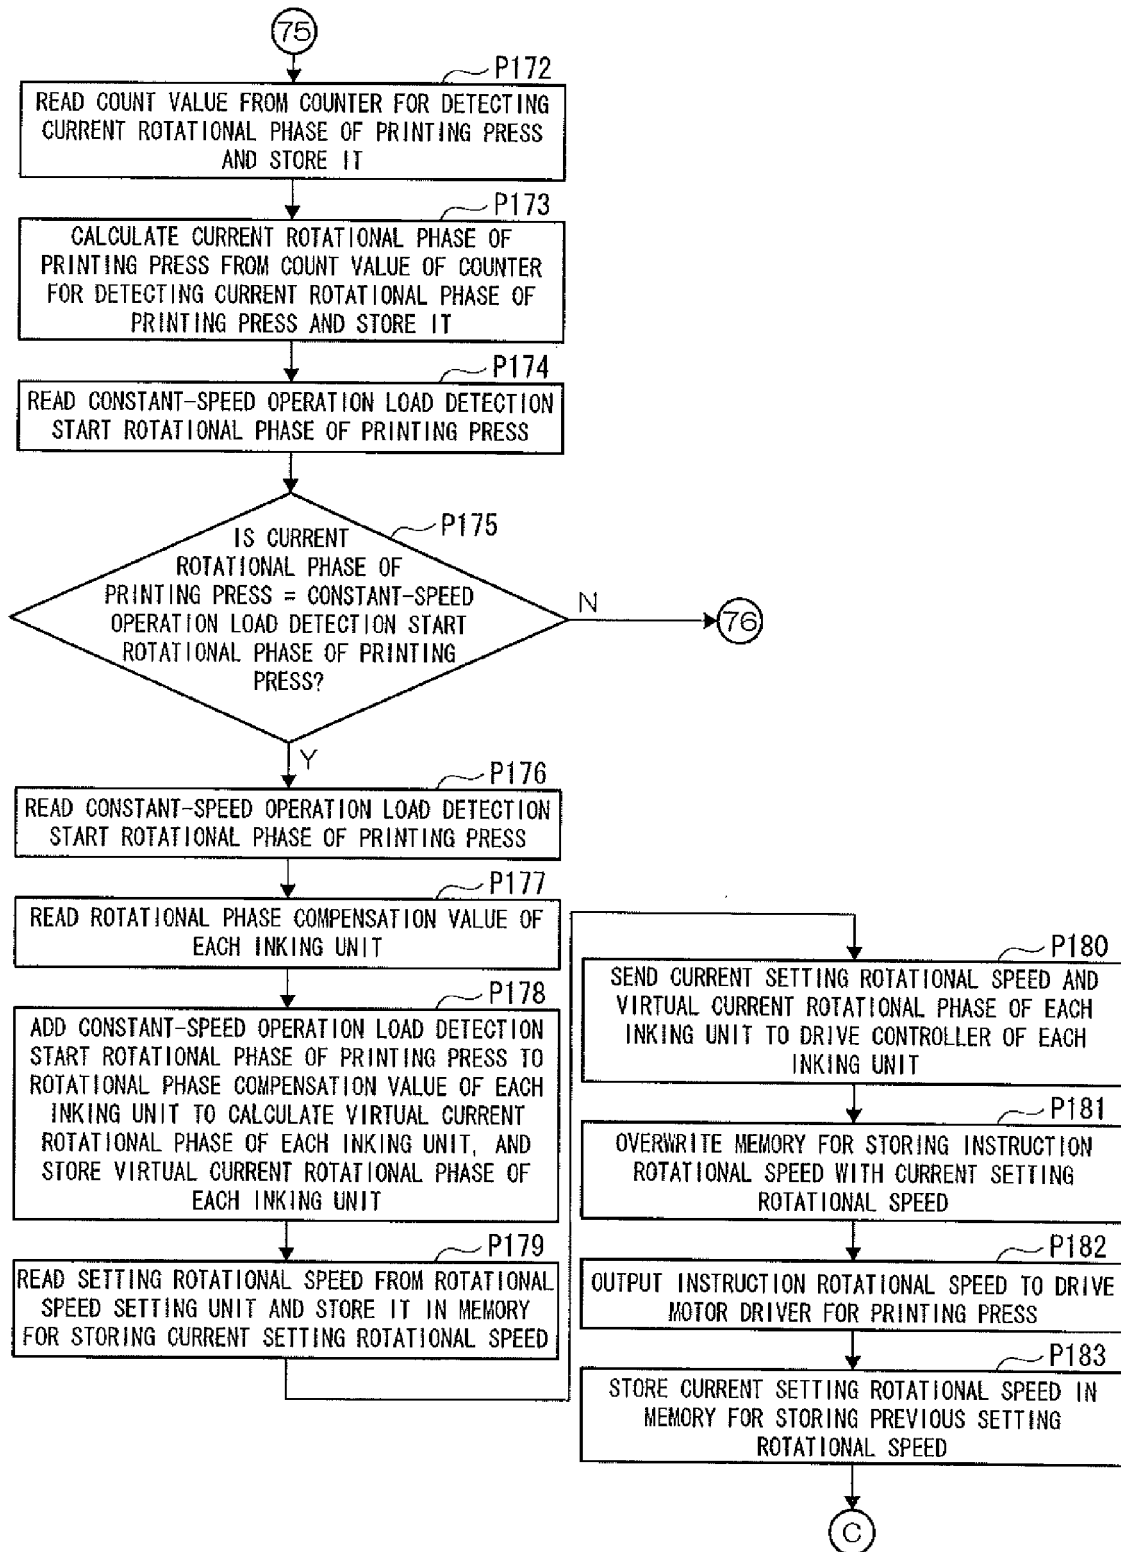 75
P172
READ COUNT VALUE FROM COUNTER FOR DETECTING
CURRENT ROTATIONAL PHASE OF PRINTING PRESS
AND STORE IT
P173
CALCULATE CURRENT ROTATIONAL PHASE OF
PRINTING PRESS FROM COUNT VALUE OF COUNTER
FOR DETECTING CURRENT ROTATIONAL PHASE OF
PRINTING PRESS AND STORE IT
P174
READ CONSTANT-SPEED OPERATION LOAD DETECTION
START ROTATIONAL PHASE OF PRINTING PRESS
P175
IS CURRENT
ROTATIONAL PHASE OF
PRINTING PRESS = CONSTANT-SPEED
OPERATION LOAD DETECTION START
ROTATIONAL PHASE OF PRINTING
PRESS?
N
76
Y
P176
READ CONSTANT-SPEED OPERATION LOAD DETECTION
START ROTATIONAL PHASE OF PRINTING PRESS
P177
READ ROTATIONAL PHASE COMPENSATION VALUE OF
EACH INKING UNIT
P178
ADD CONSTANT-SPEED OPERATION LOAD DETECTION
START ROTATIONAL PHASE OF PRINTING PRESS TO
ROTATIONAL PHASE COMPENSATION VALUE OF EACH
INKING UNIT TO CALCULATE VIRTUAL CURRENT
ROTATIONAL PHASE OF EACH INKING UNIT, AND
STORE VIRTUAL CURRENT ROTATIONAL PHASE OF
EACH INKING UNIT
P179
READ SETTING ROTATIONAL SPEED FROM ROTATIONAL
SPEED SETTING UNIT AND STORE IT IN MEMORY
FOR STORING CURRENT SETTING ROTATIONAL SPEED
P180
SEND CURRENT SETTING ROTATIONAL SPEED AND
VIRTUAL CURRENT ROTATIONAL PHASE OF EACH
INKING UNIT TO DRIVE CONTROLLER OF EACH
INKING UNIT
P181
OVERWRITE MEMORY FOR STORING INSTRUCTION
ROTATIONAL SPEED WITH CURRENT SETTING
ROTATIONAL SPEED
P182
OUTPUT INSTRUCTION ROTATIONAL SPEED TO DRIVE
MOTOR DRIVER FOR PRINTING PRESS
P183
STORE CURRENT SETTING ROTATIONAL SPEED IN
MEMORY FOR STORING PREVIOUS SETTING
ROTATIONAL SPEED
C